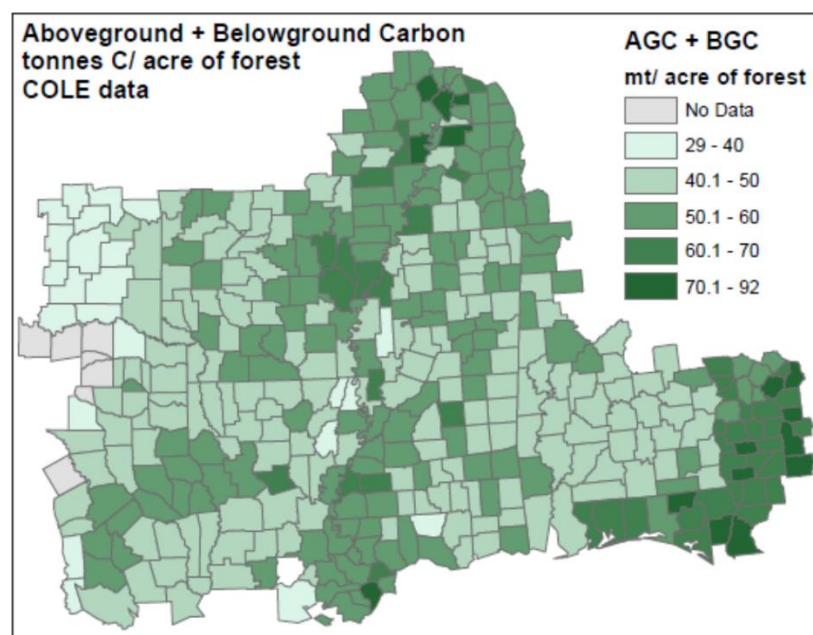 Aboveground + Belowground Carbon
tonnes C/ acre of forest
COLE data
AGC + BGC
mt/ acre of forest
No Data
29 - 40
40.1 - 50
50.1 - 60
60.1 - 70
70.1 - 92